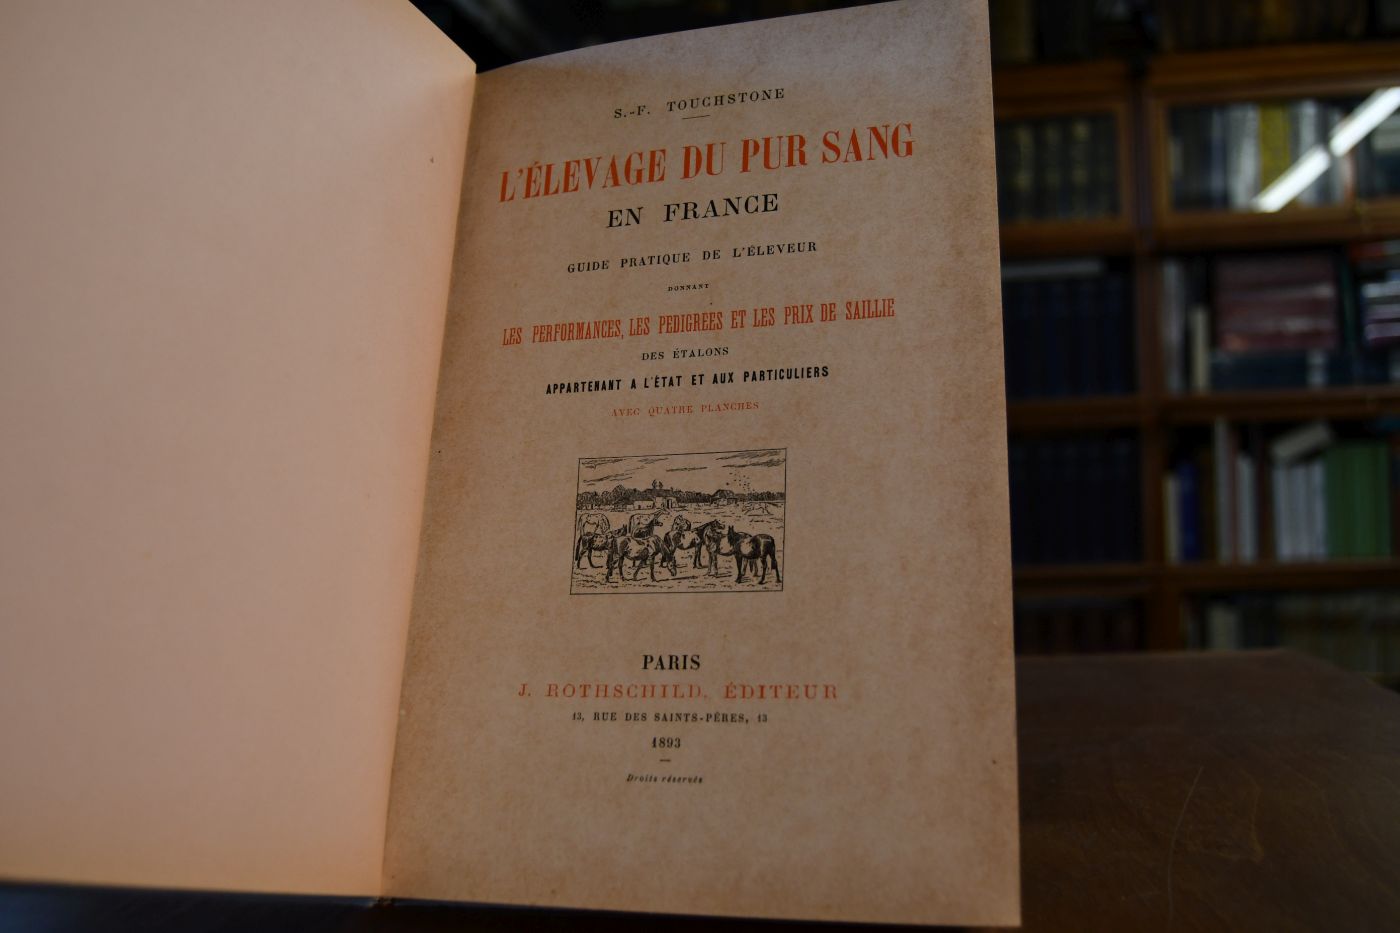 S.-F. TOUCHSTONE
L'ÉLEVAGE DU PUR SANG
EN FRANCE
GUIDE PRATIQUE DE L'ÉLEVEUR
DONNANT
LES PERFORMANCES, LES PEDIGREES ET LES PRIX DE SAILLIE
DES ÉTALONS
APPARTENANT A L'ÉTAT ET AUX PARTICULIERS
AVEC QUATRE PLANCHES
PARIS
J. ROTHSCHILD, ÉDITEUR
13, RUE DES SAINTS-PÈRES, 13
1893
Droits réservés